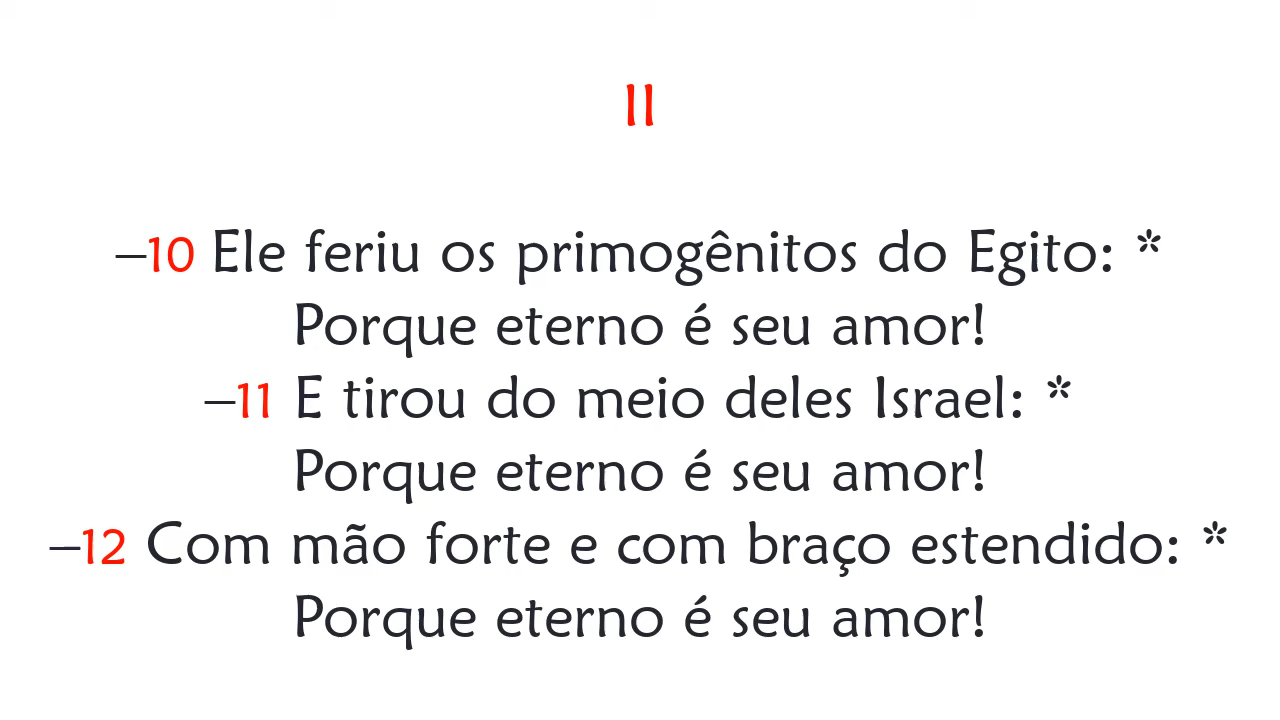 II
–10 Ele feriu os primogênitos do Egito: *
Porque eterno é seu amor!
–11 E tirou do meio deles Israel: *
Porque eterno é seu amor!
–12 Com mão forte e com braço estendido: *
Porque eterno é seu amor!